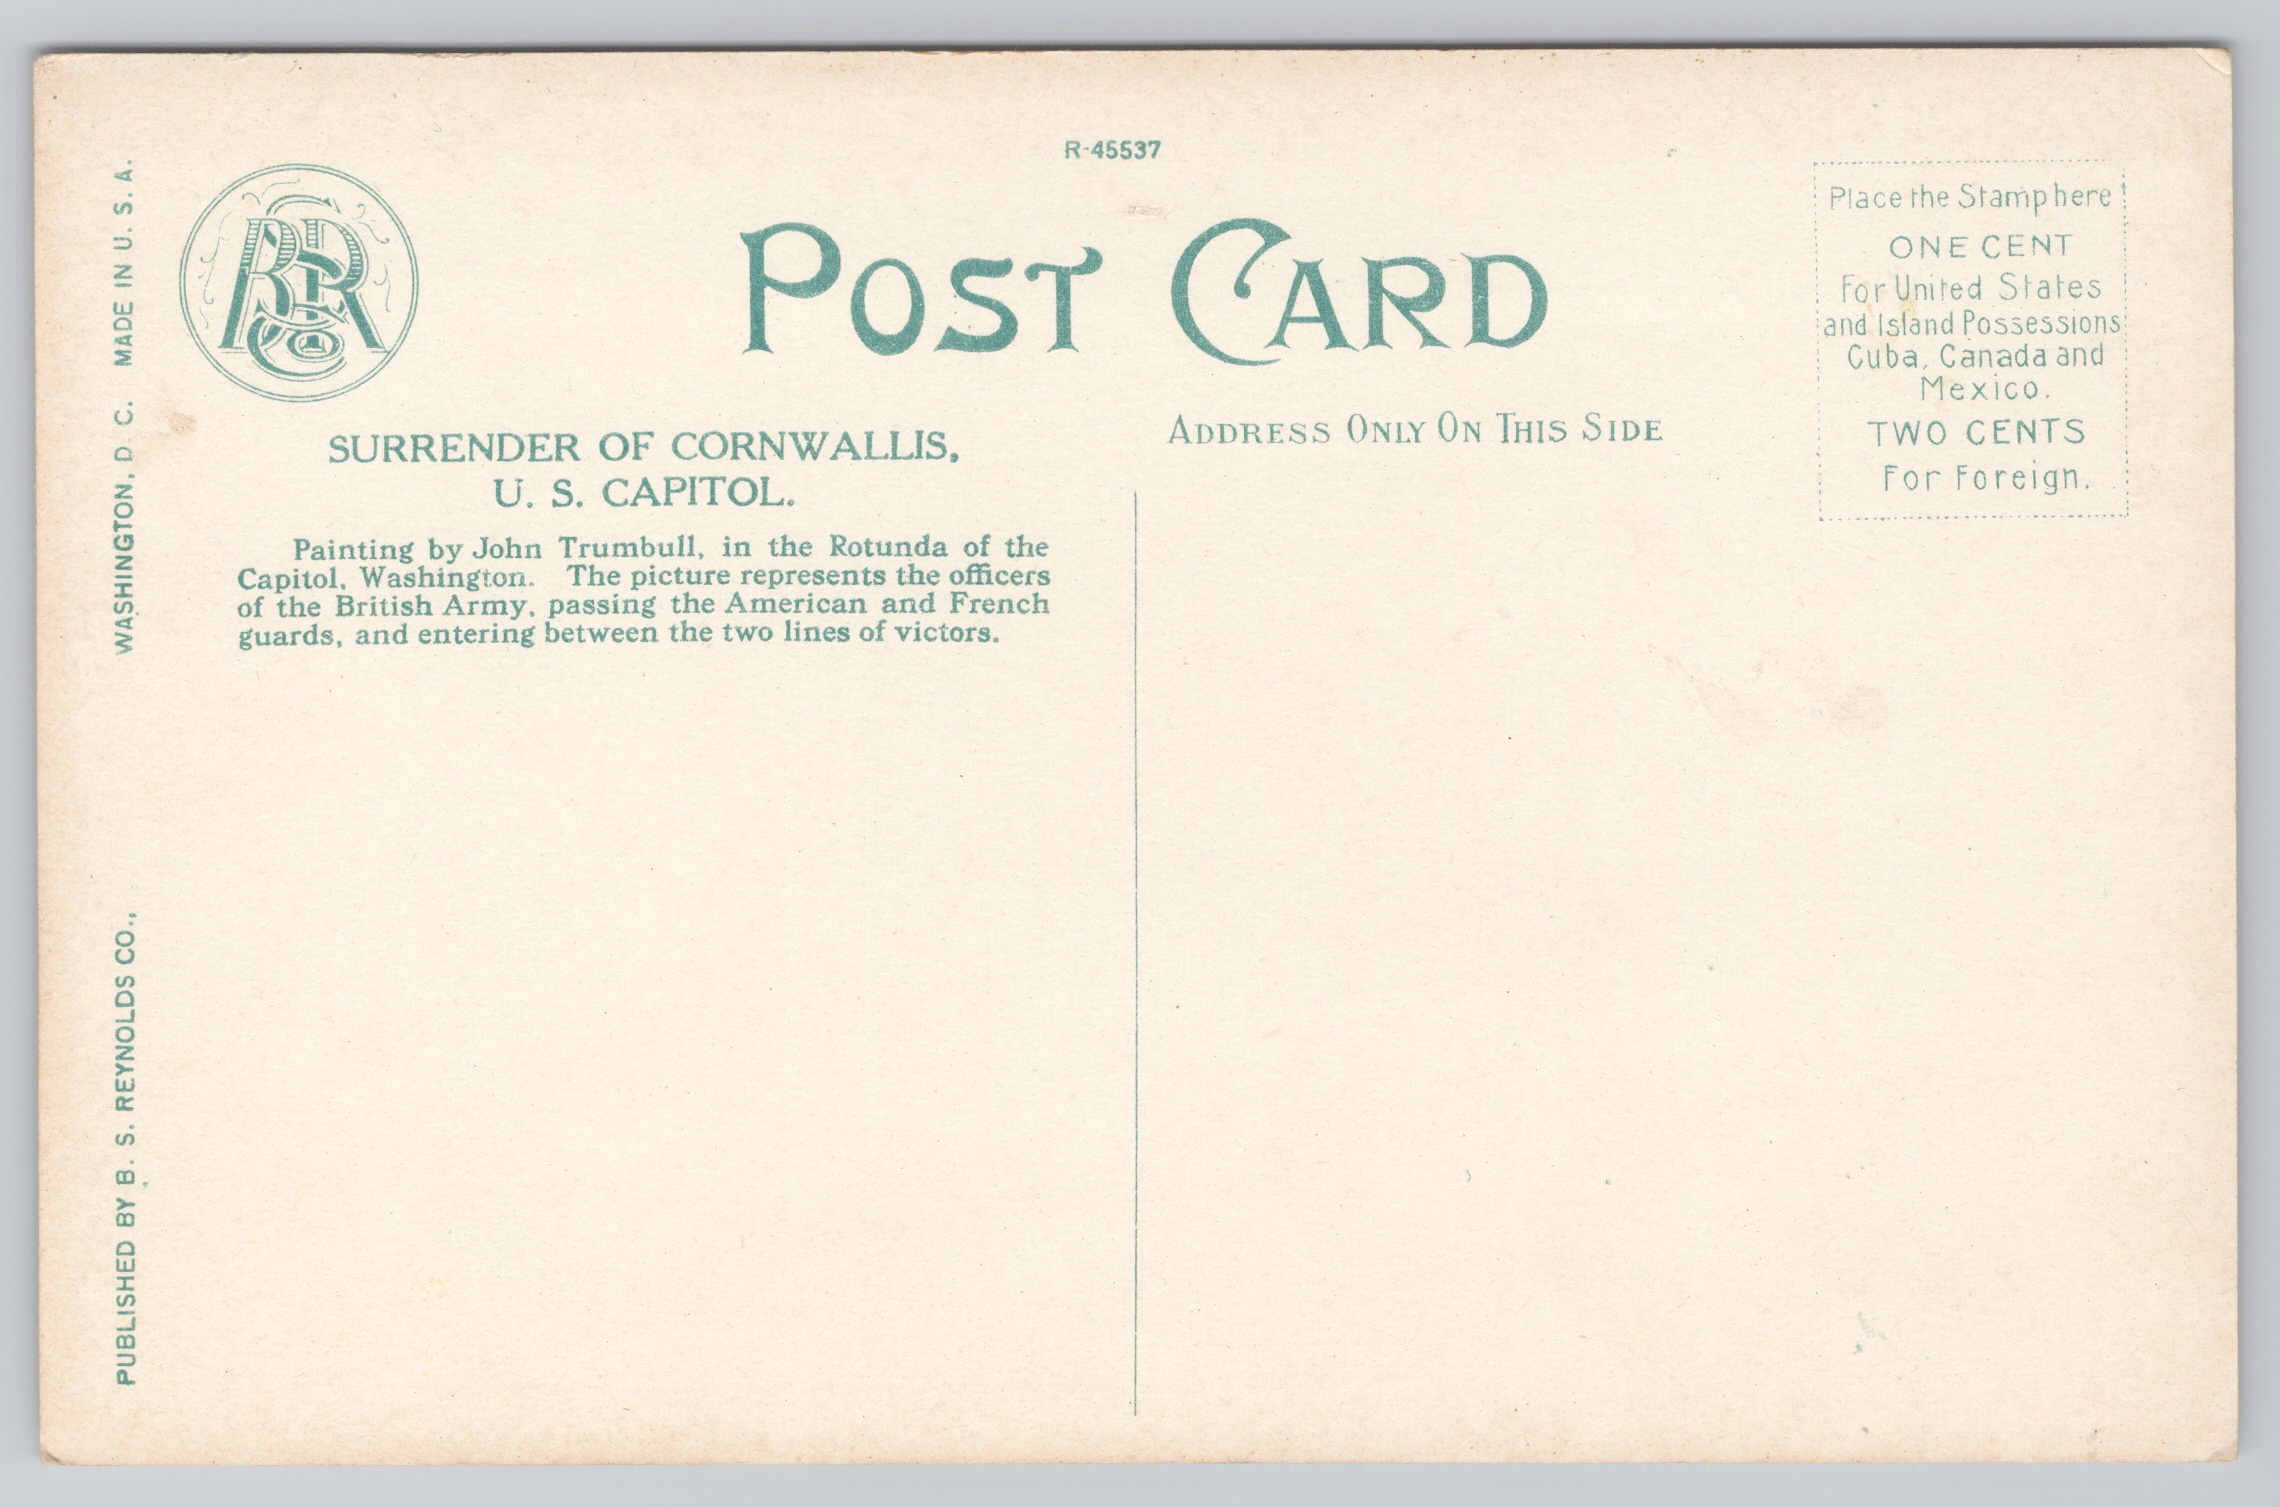 R-45537
POST CARD
ADDRESS ONLY ON THIS SIDE
Place the Stamp here
ONE CENT
For United States
and Island Possessions
Cuba, Canada and
Mexico.
TWO CENTS
For Foreign.
BSR Co
SURRENDER OF CORNWALLIS,
U. S. CAPITOL.
Painting by John Trumbull, in the Rotunda of the
Capitol, Washington. The picture represents the officers
of the British Army, passing the American and French
guards, and entering between the two lines of victors.
PUBLISHED BY B. S. REYNOLDS CO., WASHINGTON, D. C. MADE IN U. S. A.